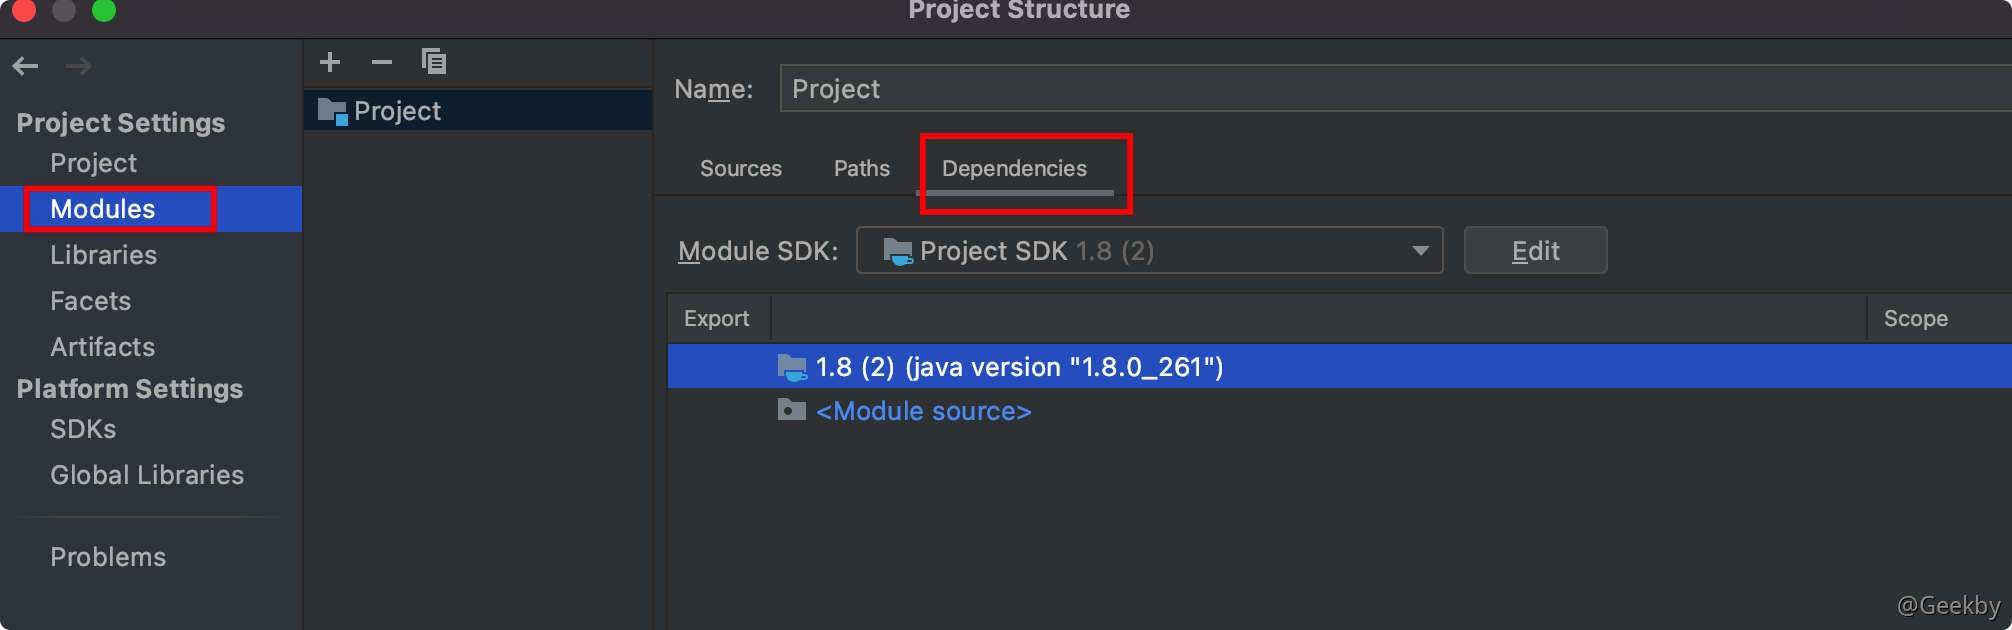 Project Structure
Project Settings
Project
Modules
Libraries
Facets
Artifacts
Platform Settings
SDKs
Global Libraries
Problems
Project
Name: Project
Sources Paths Dependencies
Module SDK: Project SDK 1.8 (2) Edit
Export Scope
1.8 (2) (java version "1.8.0_261")
<Module source>
@Geekby